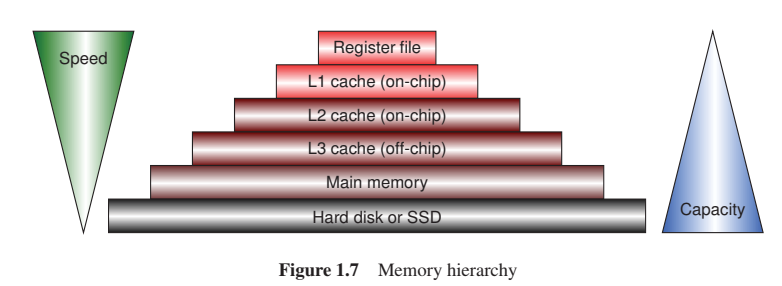 Speed
Register file
L1 cache (on-chip)
L2 cache (on-chip)
L3 cache (off-chip)
Main memory
Hard disk or SSD
Capacity
Figure 1.7 Memory hierarchy